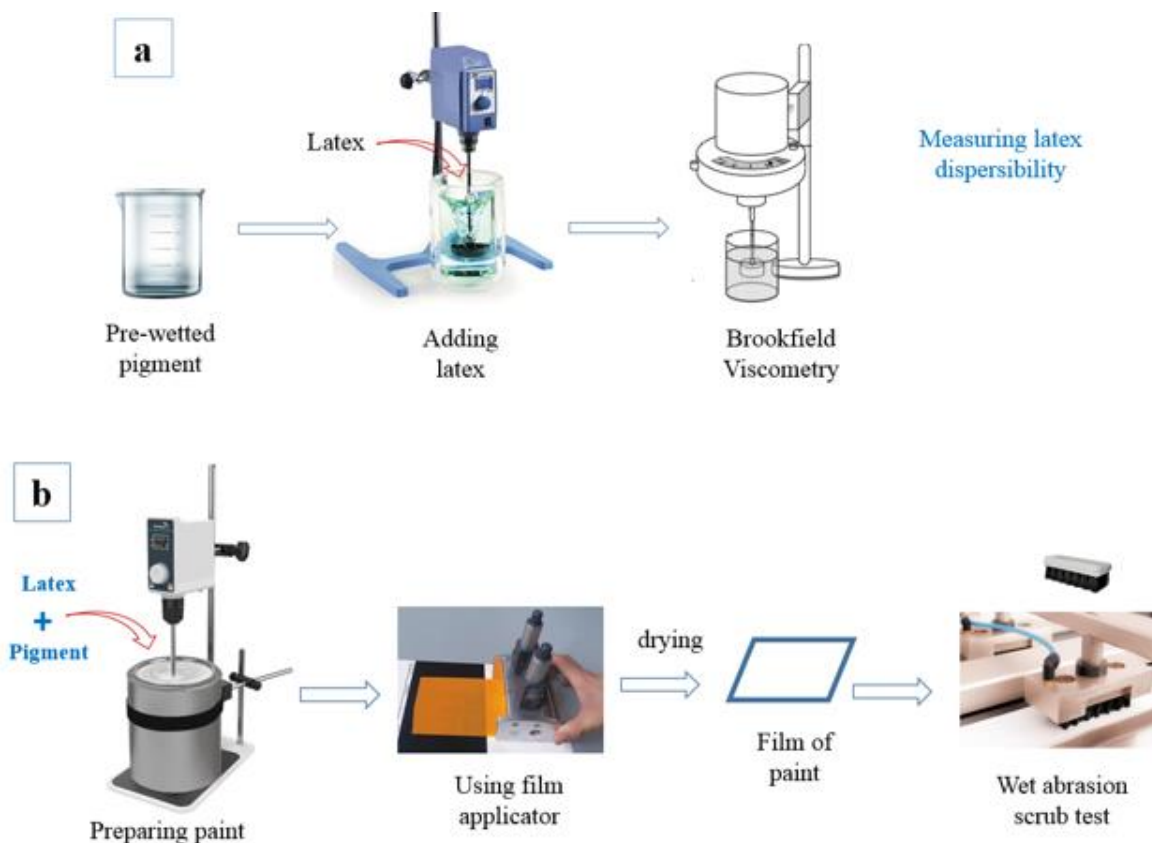 a
Latex
Measuring latex
dispersibility
Pre-wetted
pigment
Adding
latex
Brookfield
Viscometry
b
Latex
+
Pigment
drying
Preparing paint
Using film
applicator
Film of
paint
Wet abrasion
scrub test